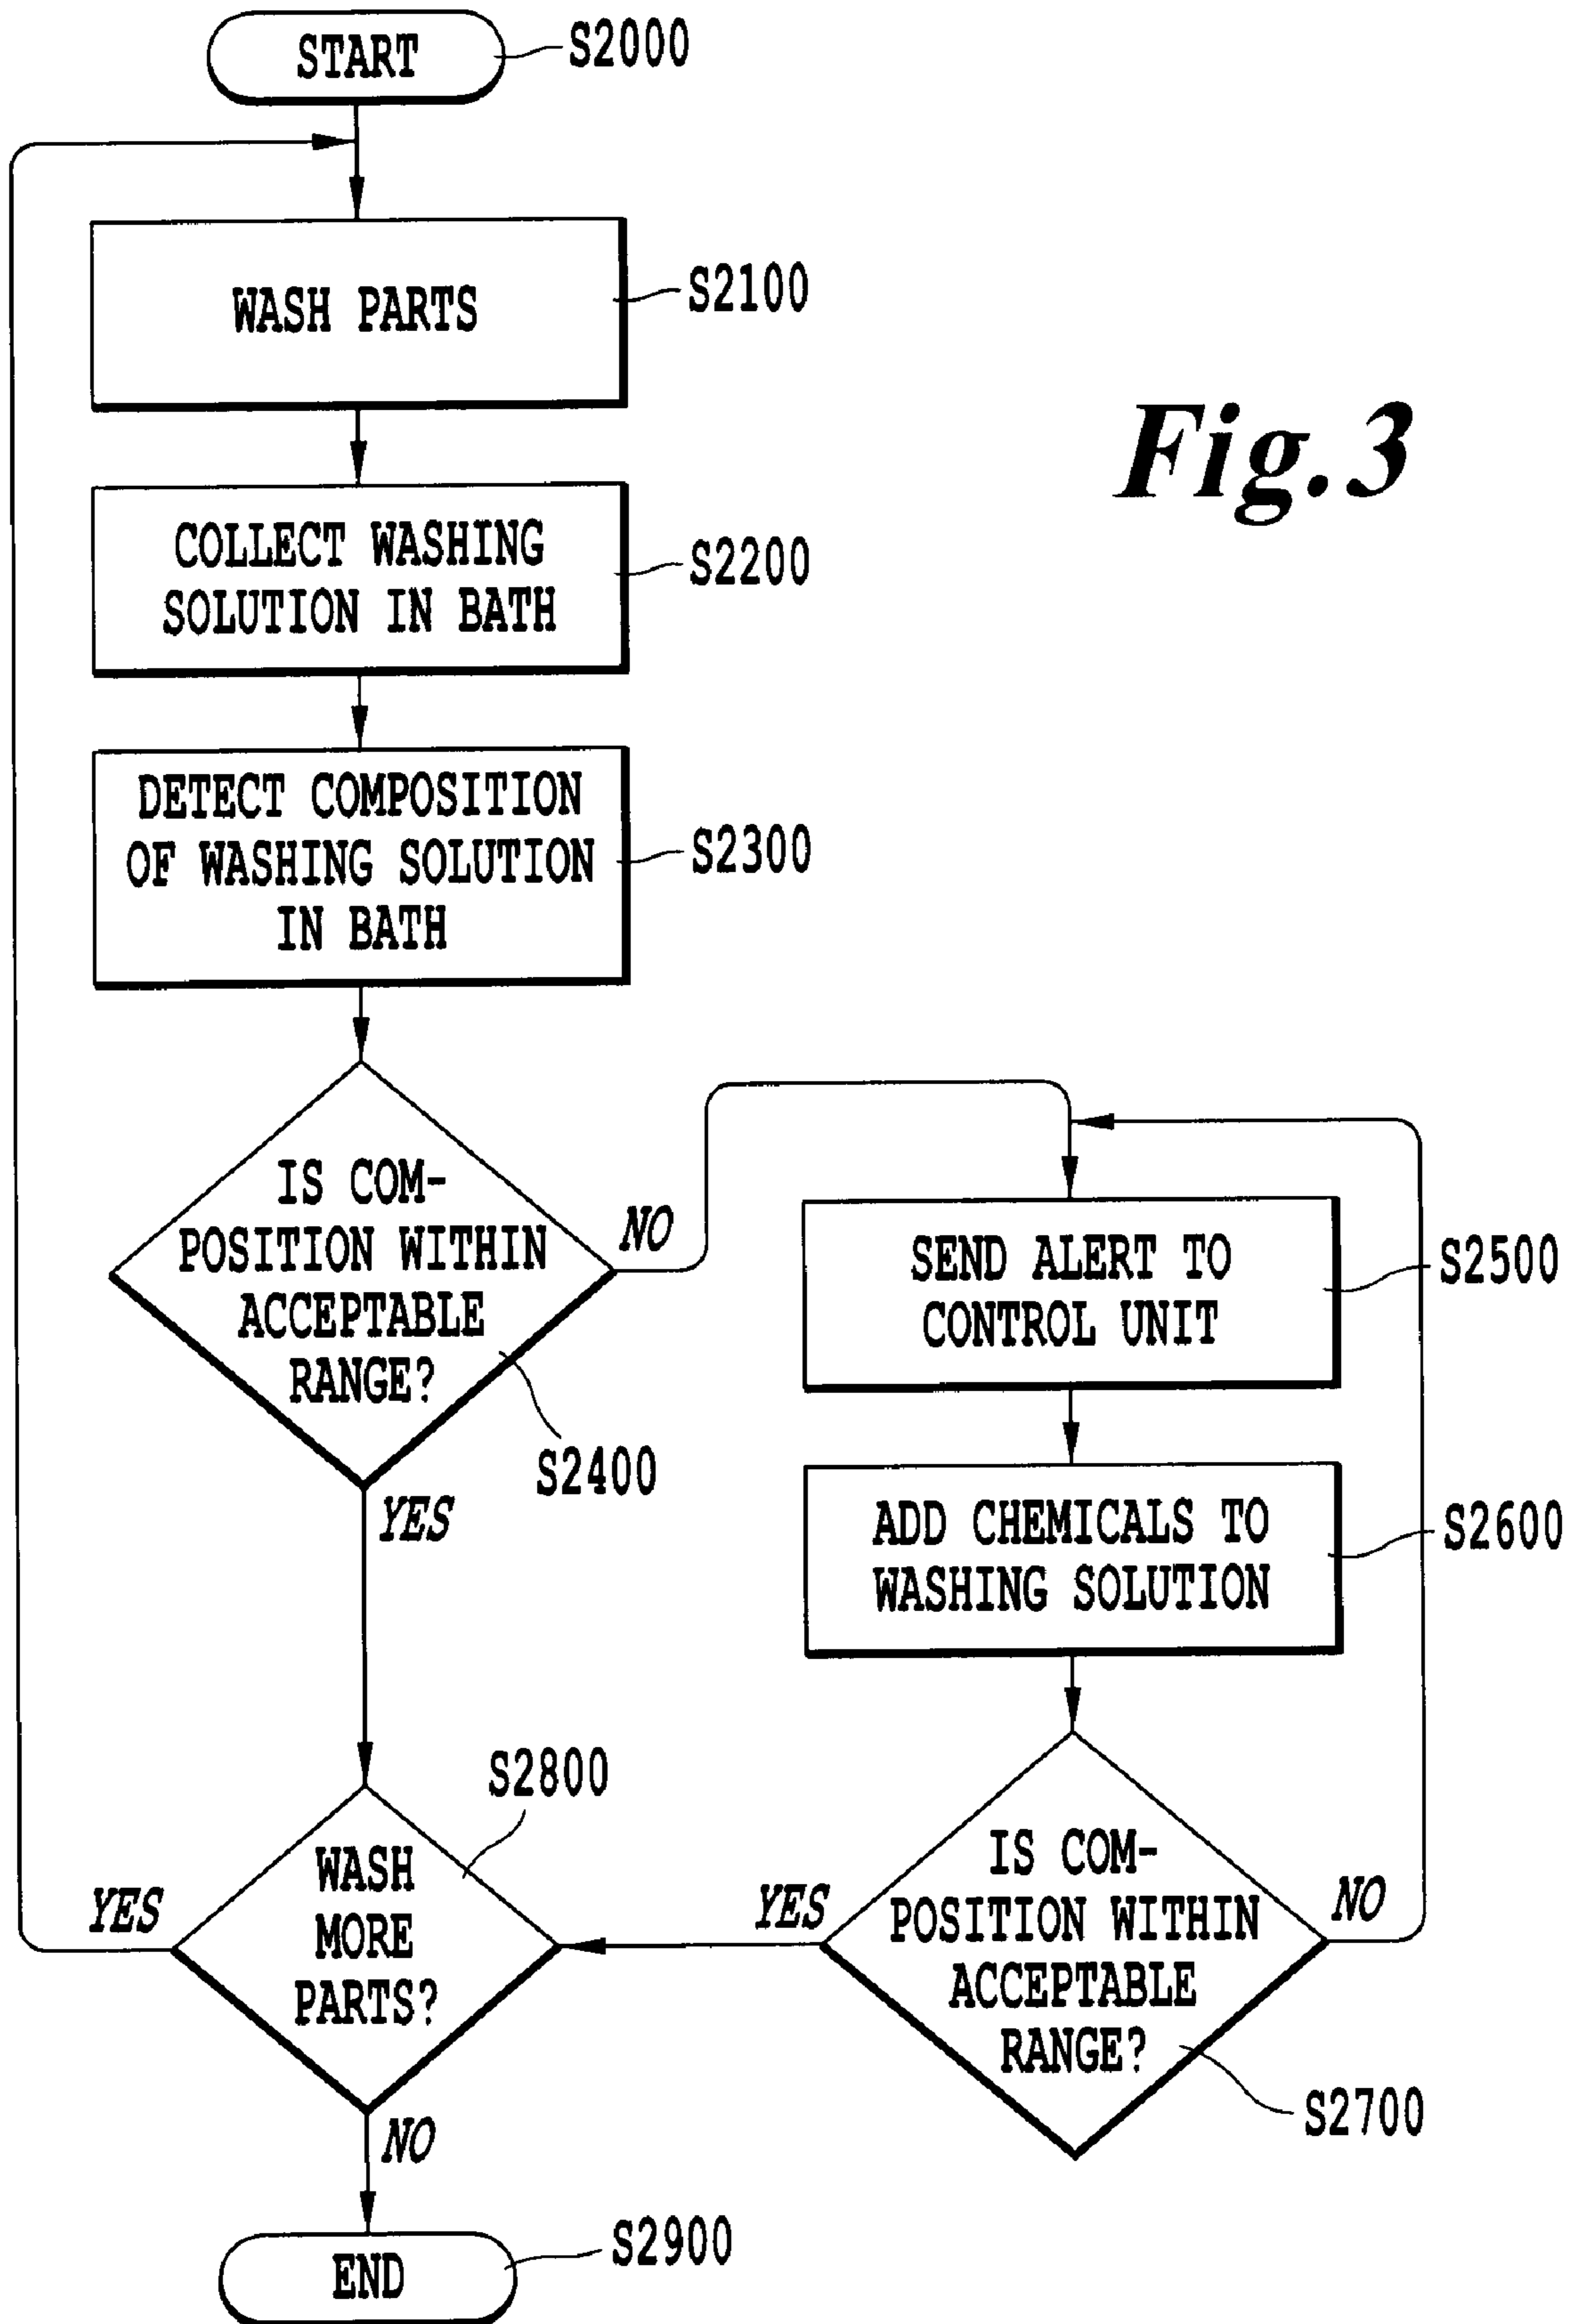 START
S2000
WASH PARTS
S2100
Fig.3
COLLECT WASHING
SOLUTION IN BATH
S2200
DETECT COMPOSITION
OF WASHING SOLUTION
IN BATH
S2300
IS COM-
POSITION WITHIN
ACCEPTABLE
RANGE?
NO
S2400
YES
SEND ALERT TO
CONTROL UNIT
S2500
ADD CHEMICALS TO
WASHING SOLUTION
S2600
IS COM-
POSITION WITHIN
ACCEPTABLE
RANGE?
NO
YES
S2700
S2800
WASH
MORE
PARTS?
YES
NO
END
S2900